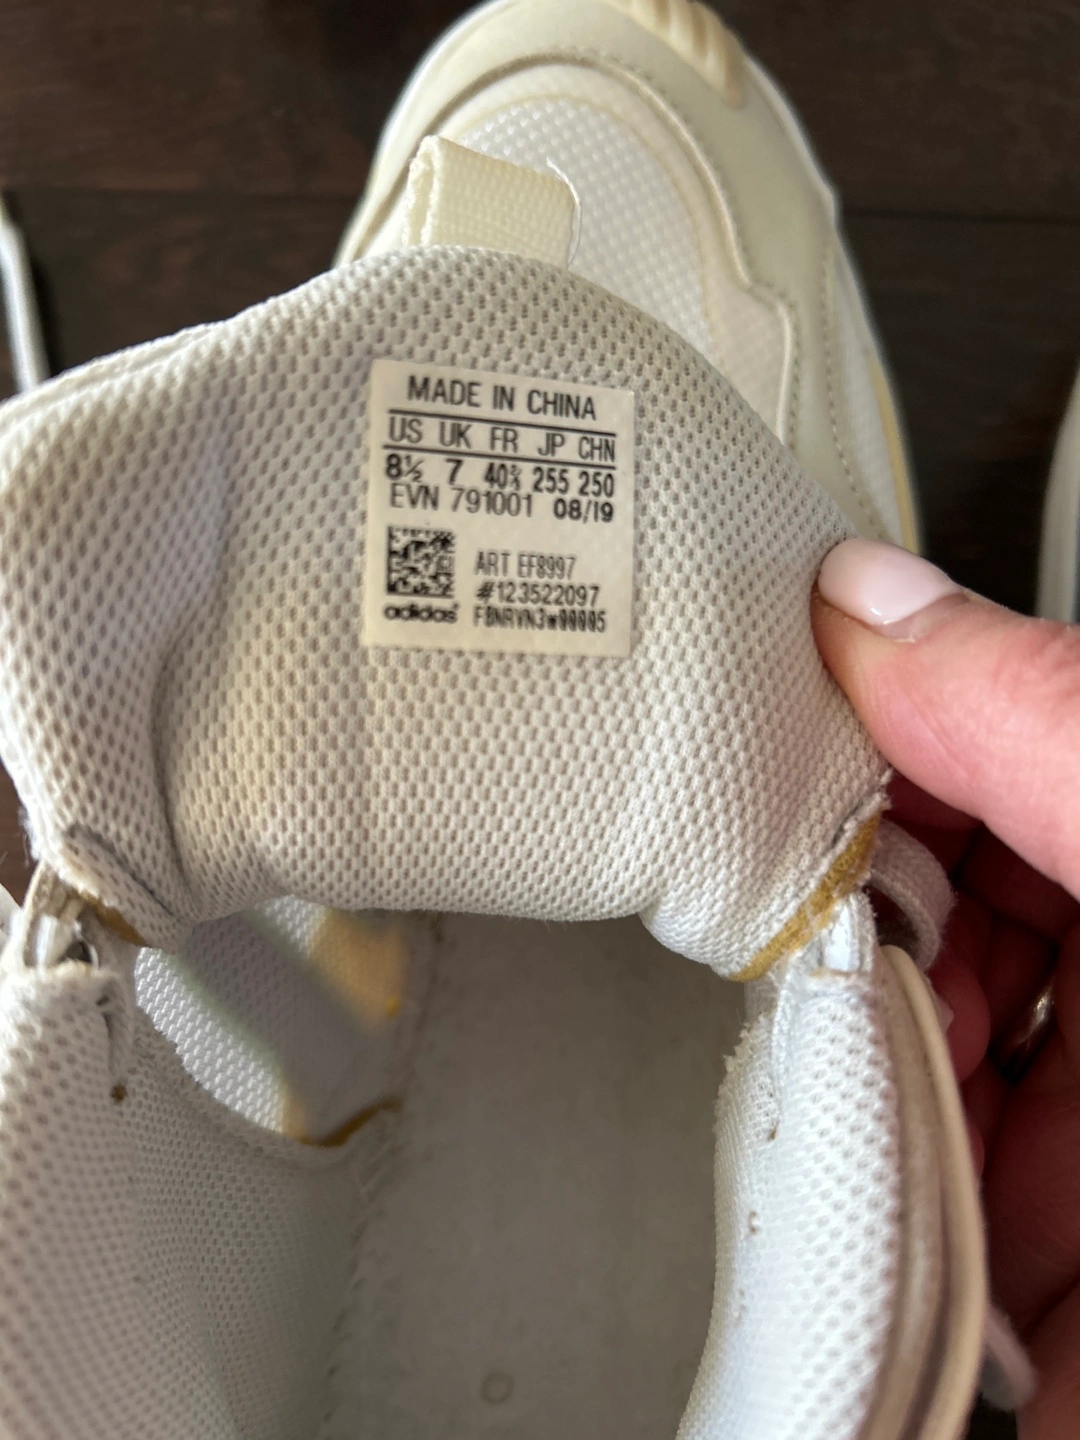 MADE IN CHINA
US UK FR JP CHN
8½ 7 40⅔ 255 250
EVN 791001 08/19
ART EF8997
#123522097
adidas F8NRVN3w00005